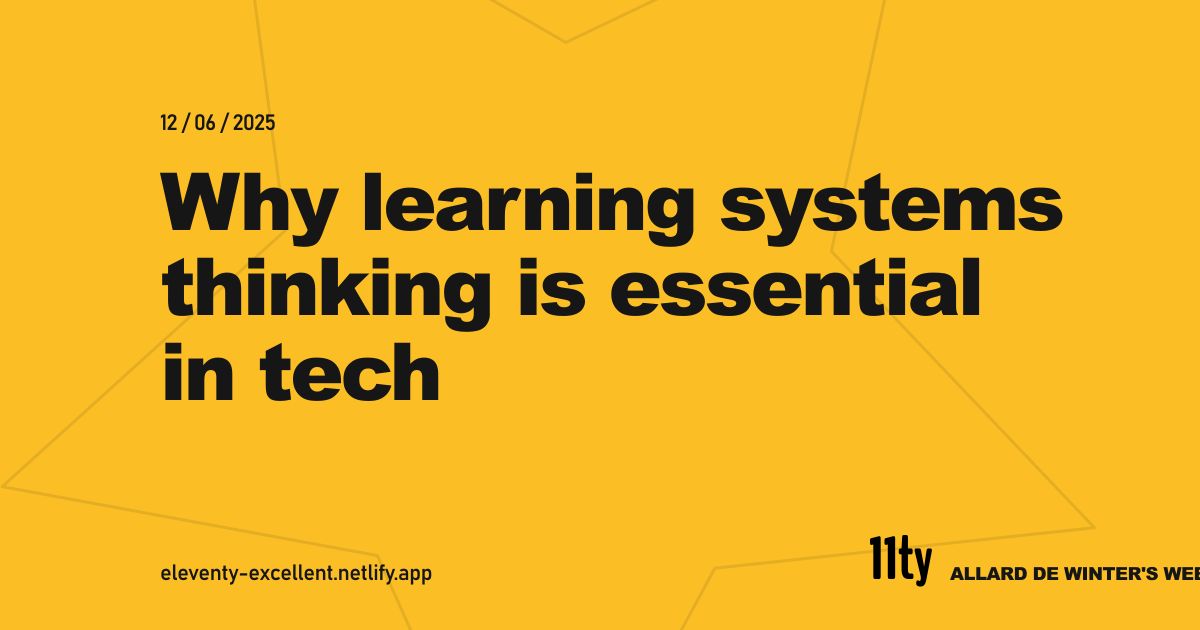 12 / 06 / 2025
Why learning systems
thinking is essential
in tech
eleventy-excellent.netlify.app
11ty
ALLARD DE WINTER'S